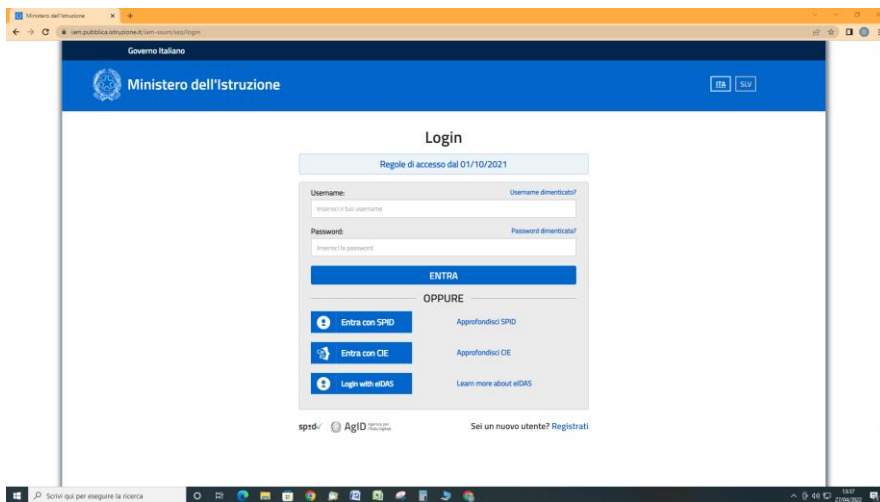 Ministero dell'Istruzione
iam.pubblica.istruzione.it/iam-ssum/sso/login
Governo Italiano
Ministero dell'Istruzione
ITA SLV
Login
Regole di accesso dal 01/10/2021
Username: Username dimenticato?
Inserisci il tuo username
Password: Password dimenticata?
Inserisci la password
ENTRA
OPPURE
Entra con SPID Approfondisci SPID
Entra con CIE Approfondisci CIE
Login with eIDAS Learn more about eIDAS
spid AgID Sei un nuovo utente? Registrati
Scrivi qui per eseguire la ricerca
27/04/2022